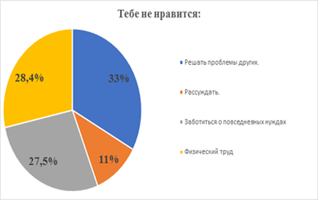 Тебе не нравится:
28,4%
33%
27,5%
11%
Решать проблемы других.
Рассуждать.
Заботиться о повседневных нуждах
Физический труд